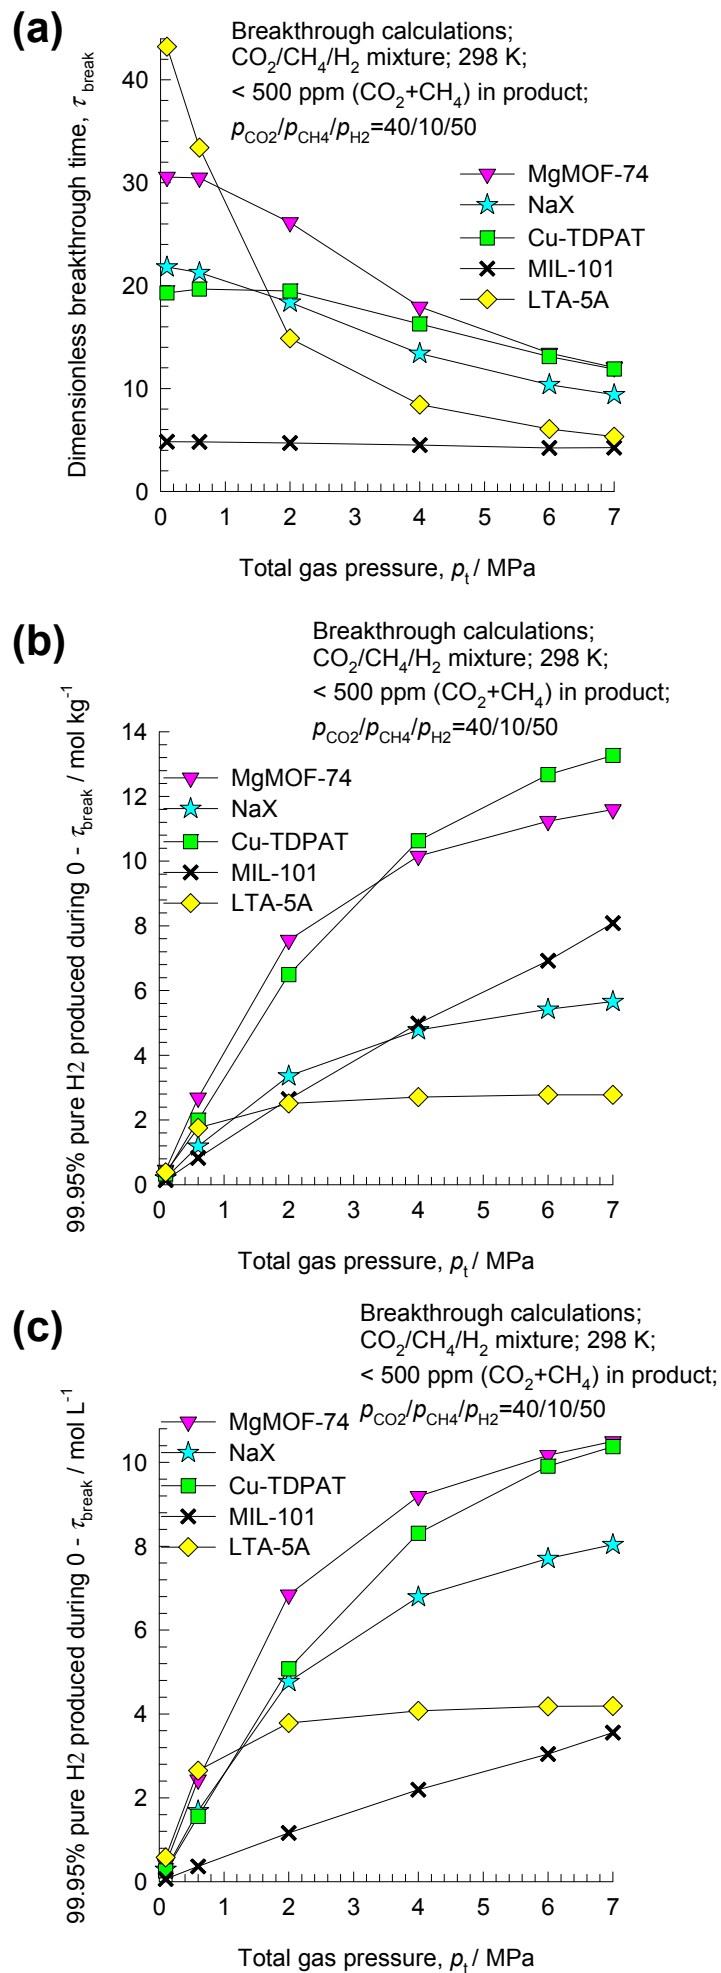 (a)
Breakthrough calculations;
CO2/CH4/H2 mixture; 298 K;
< 500 ppm (CO2+CH4) in product;
pCO2/pCH4/pH2=40/10/50
MgMOF-74
NaX
Cu-TDPAT
MIL-101
LTA-5A
Dimensionless breakthrough time, τbreak
40
30
20
10
0
0 1 2 3 4 5 6 7
Total gas pressure, pt / MPa
(b)
Breakthrough calculations;
CO2/CH4/H2 mixture; 298 K;
< 500 ppm (CO2+CH4) in product;
pCO2/pCH4/pH2=40/10/50
MgMOF-74
NaX
Cu-TDPAT
MIL-101
LTA-5A
99.95% pure H2 produced during 0 - τbreak / mol kg-1
14
12
10
8
6
4
2
0
0 1 2 3 4 5 6 7
Total gas pressure, pt / MPa
(c)
Breakthrough calculations;
CO2/CH4/H2 mixture; 298 K;
< 500 ppm (CO2+CH4) in product;
pCO2/pCH4/pH2=40/10/50
MgMOF-74
NaX
Cu-TDPAT
MIL-101
LTA-5A
99.95% pure H2 produced during 0 - τbreak / mol L-1
10
8
6
4
2
0
0 1 2 3 4 5 6 7
Total gas pressure, pt / MPa